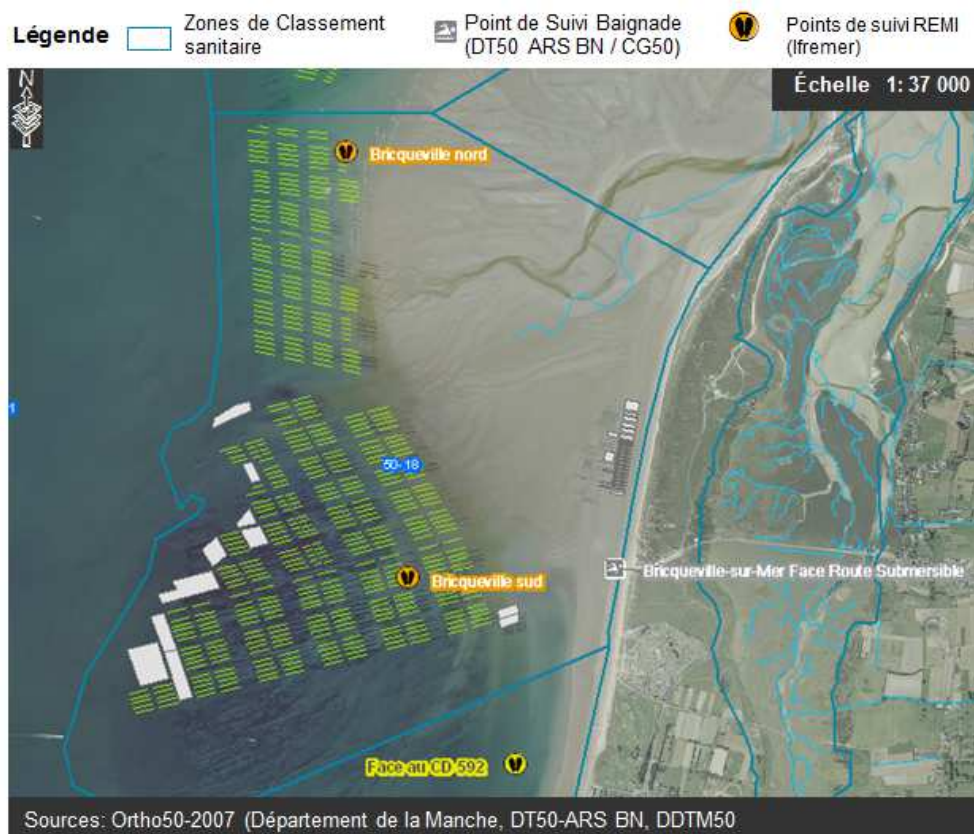 Légende
Zones de Classement
sanitaire
Point de Suivi Baignade
(DT50 ARS BN / CG50)
Points de suivi REMI
(Ifremer)
N
Échelle 1: 37 000
Bricqueville nord
1
50-18
Bricqueville sud
Bricqueville-sur-Mer Face Route Submersible
Face au CD 592
Sources: Ortho50-2007 (Département de la Manche, DT50-ARS BN, DDTM50